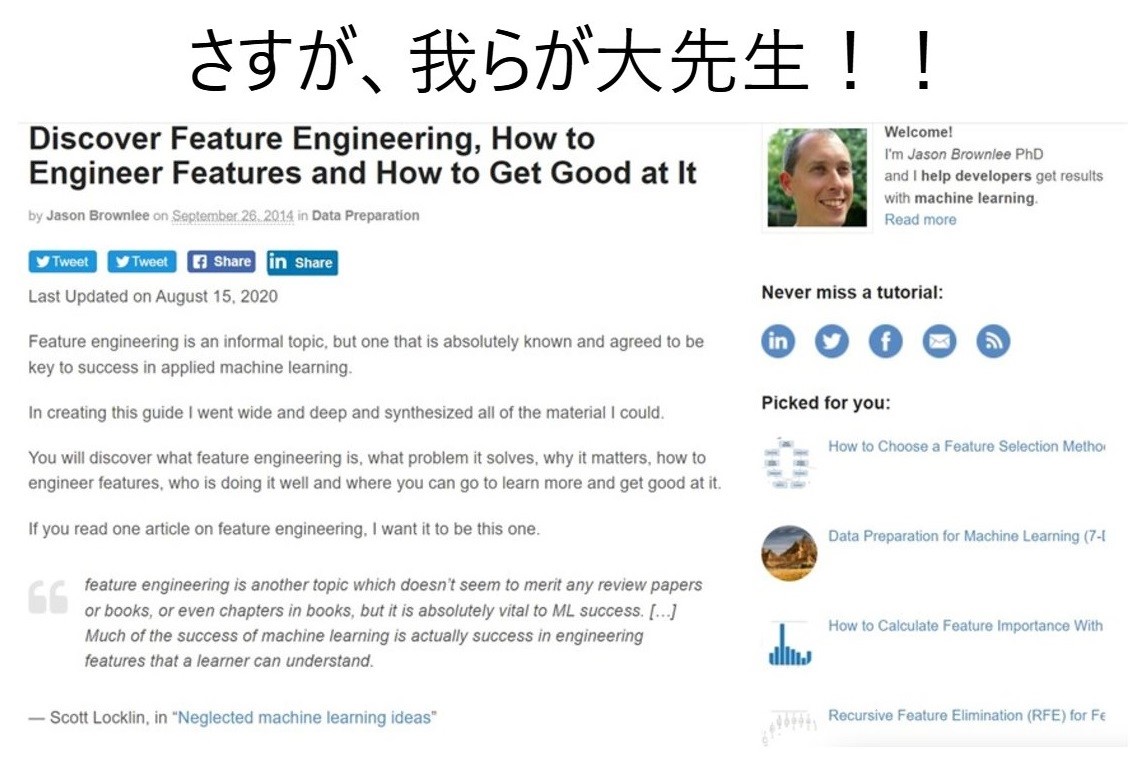 さすが、我らが大先生！！
Discover Feature Engineering, How to
Engineer Features and How to Get Good at It
by Jason Brownlee on September 26, 2014 in Data Preparation
Tweet Tweet Share in Share
Last Updated on August 15, 2020
Feature engineering is an informal topic, but one that is absolutely known and agreed to be
key to success in applied machine learning.
In creating this guide I went wide and deep and synthesized all of the material I could.
You will discover what feature engineering is, what problem it solves, why it matters, how to
engineer features, who is doing it well and where you can go to learn more and get good at it.
If you read one article on feature engineering, I want it to be this one.
feature engineering is another topic which doesn't seem to merit any review papers
or books, or even chapters in books, but it is absolutely vital to ML success. […]
Much of the success of machine learning is actually success in engineering
features that a learner can understand.
— Scott Locklin, in “Neglected machine learning ideas”
Welcome!
I'm Jason Brownlee PhD
and I help developers get results
with machine learning.
Read more
Never miss a tutorial:
in f
Picked for you:
How to Choose a Feature Selection
Data Preparation for Machine Learning
How to Calculate Feature Importance With
Recursive Feature Elimination (RFE) for